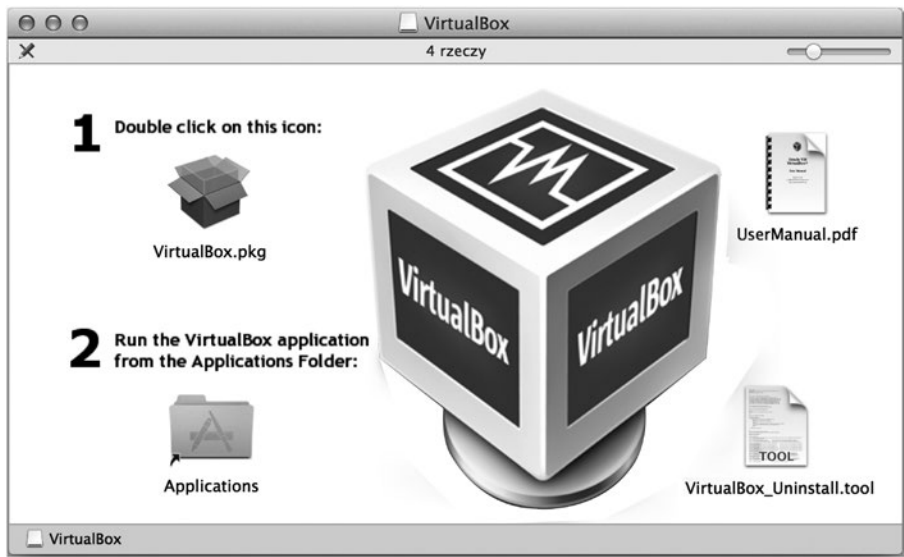 VirtualBox
4 rzeczy
1 Double click on this icon:
VirtualBox.pkg
UserManual.pdf
2 Run the VirtualBox application
from the Applications Folder:
Applications
VirtualBox
VirtualBox
TOOL
VirtualBox_Uninstall.tool
VirtualBox